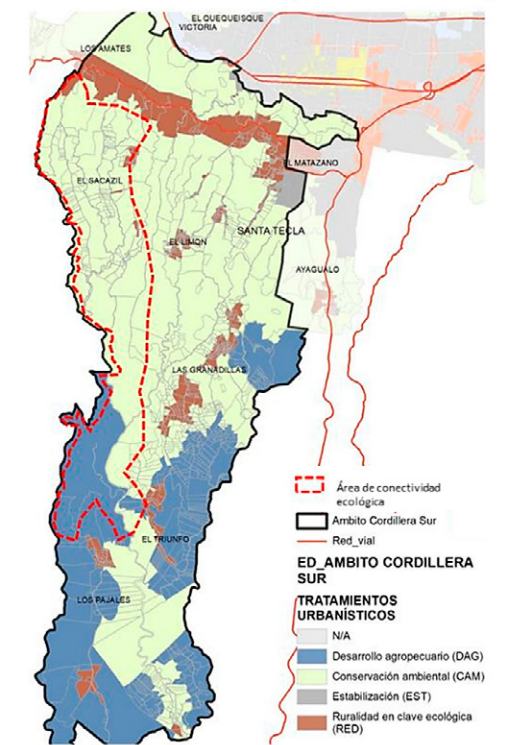 EL QUEQUEISQUE
VICTORIA
LOS AMATES
EL MATAZANO
EL SACAZIL
SANTA TECLA
EL LIMON
AYAGUALO
LAS GRANADILLAS
EL TRIUNFO
LOS PAJALES
Área de conectividad
ecológica
Ambito Cordillera Sur
Red_vial
ED_AMBITO CORDILLERA
SUR
TRATAMIENTOS
URBANÍSTICOS
N/A
Desarrollo agropecuario (DAG)
Conservación ambiental (CAM)
Estabilización (EST)
Ruralidad en clave ecológica
(RED)